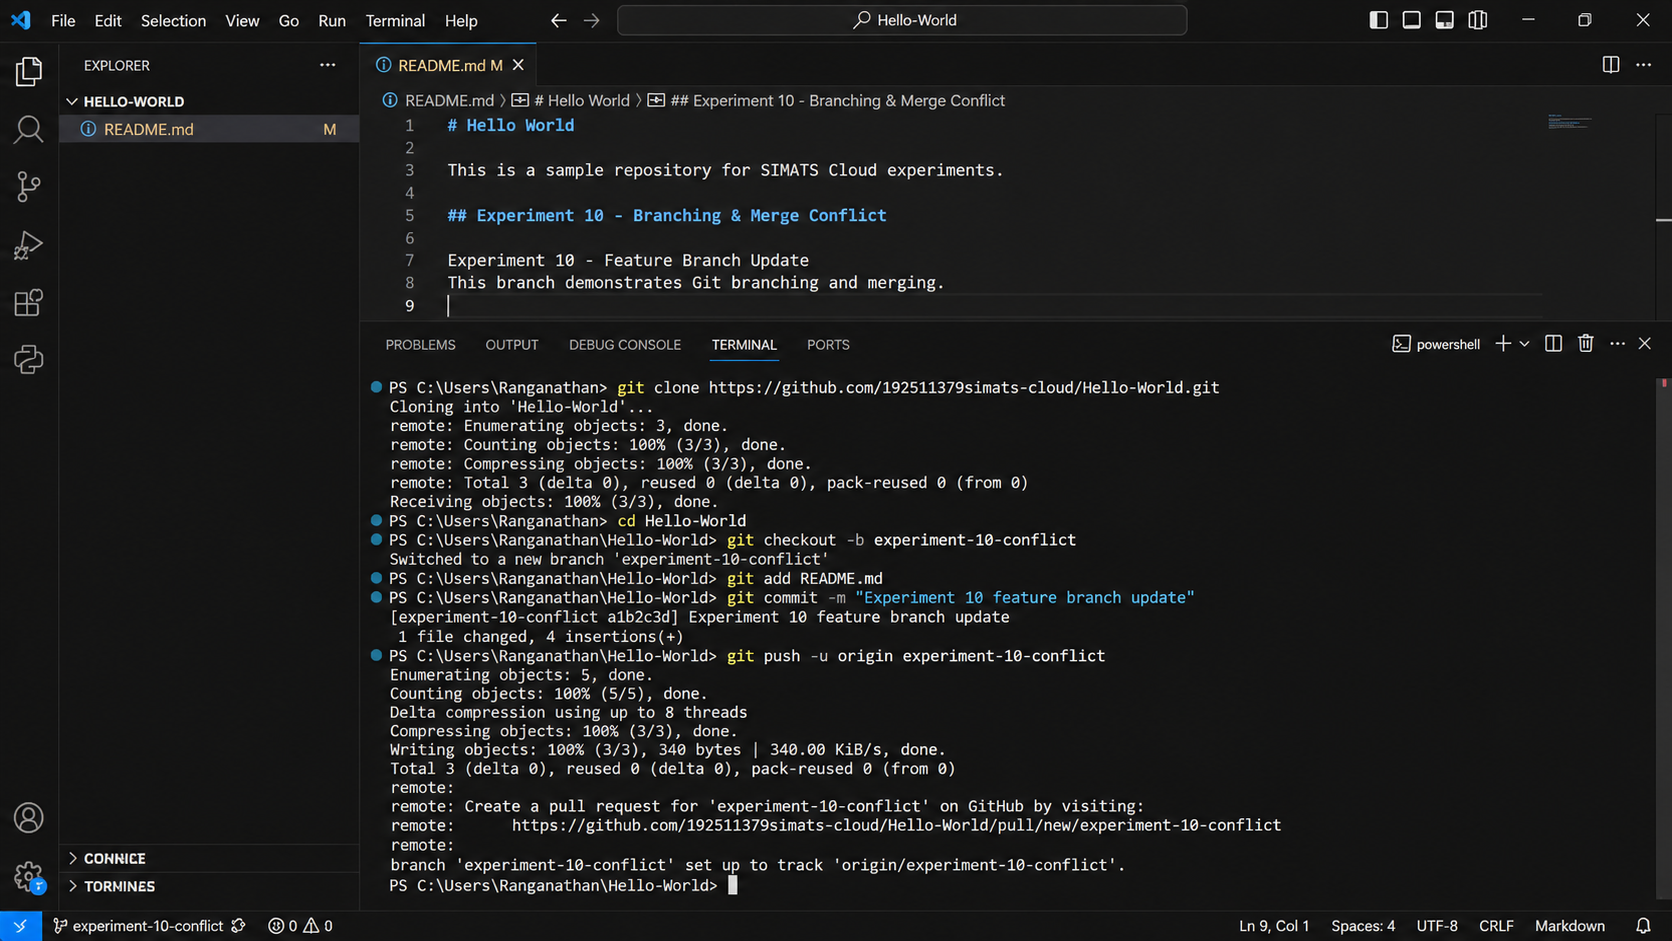 File Edit Selection View Go Run Terminal Help Hello-World
EXPLORER
HELLO-WORLD
README.md M
CONNICE
TORMINES
README.md M
README.md # Hello World ## Experiment 10 - Branching & Merge Conflict
1 # Hello World
2
3 This is a sample repository for SIMATS Cloud experiments.
4
5 ## Experiment 10 - Branching & Merge Conflict
6
7 Experiment 10 - Feature Branch Update
8 This branch demonstrates Git branching and merging.
9
PROBLEMS OUTPUT DEBUG CONSOLE TERMINAL PORTS powershell
PS C:\Users\Ranganathan> git clone https://github.com/192511379simats-cloud/Hello-World.git
Cloning into 'Hello-World'...
remote: Enumerating objects: 3, done.
remote: Counting objects: 100% (3/3), done.
remote: Compressing objects: 100% (3/3), done.
remote: Total 3 (delta 0), reused 0 (delta 0), pack-reused 0 (from 0)
Receiving objects: 100% (3/3), done.
PS C:\Users\Ranganathan> cd Hello-World
PS C:\Users\Ranganathan\Hello-World> git checkout -b experiment-10-conflict
Switched to a new branch 'experiment-10-conflict'
PS C:\Users\Ranganathan\Hello-World> git add README.md
PS C:\Users\Ranganathan\Hello-World> git commit -m "Experiment 10 feature branch update"
[experiment-10-conflict a1b2c3d] Experiment 10 feature branch update
1 file changed, 4 insertions(+)
PS C:\Users\Ranganathan\Hello-World> git push -u origin experiment-10-conflict
Enumerating objects: 5, done.
Counting objects: 100% (5/5), done.
Delta compression using up to 8 threads
Compressing objects: 100% (3/3), done.
Writing objects: 100% (3/3), 340 bytes | 340.00 KiB/s, done.
Total 3 (delta 0), reused 0 (delta 0), pack-reused 0 (from 0)
remote:
remote: Create a pull request for 'experiment-10-conflict' on GitHub by visiting:
remote: https://github.com/192511379simats-cloud/Hello-World/pull/new/experiment-10-conflict
remote:
branch 'experiment-10-conflict' set up to track 'origin/experiment-10-conflict'.
PS C:\Users\Ranganathan\Hello-World>
experiment-10-conflict 0 0 Ln 9, Col 1 Spaces: 4 UTF-8 CRLF Markdown